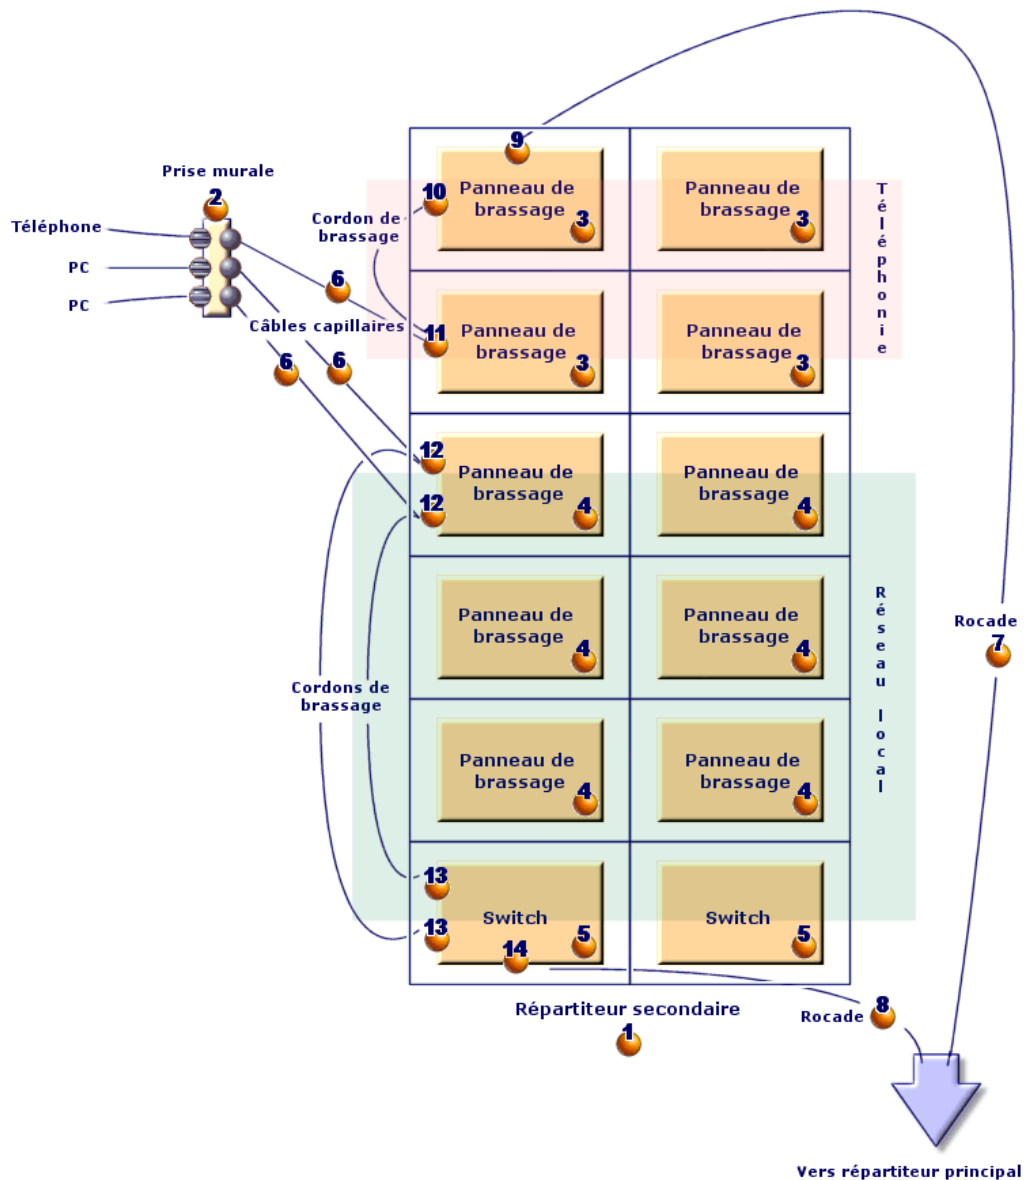 9
Prise murale
2
10
Panneau de
brassage
3
Panneau de
brassage
3
Téléphonie
Téléphone
Cordon de
brassage
PC
6
PC
Câbles capillaires
11
Panneau de
brassage
3
Panneau de
brassage
3
6
6
12
12
Panneau de
brassage
4
Panneau de
brassage
4
Panneau de
brassage
4
Panneau de
brassage
4
Réseau local
Rocade
7
Cordons de
brassage
Panneau de
brassage
4
Panneau de
brassage
4
13
13
Switch
5
14
Switch
5
Répartiteur secondaire
1
Rocade
8
Vers répartiteur principal